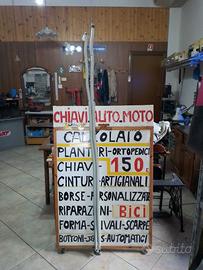 CHIAVI AUTO.MOTO
CALZOLAIO
PLANTARI-ORTOPEDICI
CHIAVI 150€
CINTURE ARTIGIANALI
BORSE-PERSONALIZZATE
RIPARAZIONI-Bici
FORMA-STIVALI-SCARPE
BOTTONI-JEANS-AUTOMATICI
subito